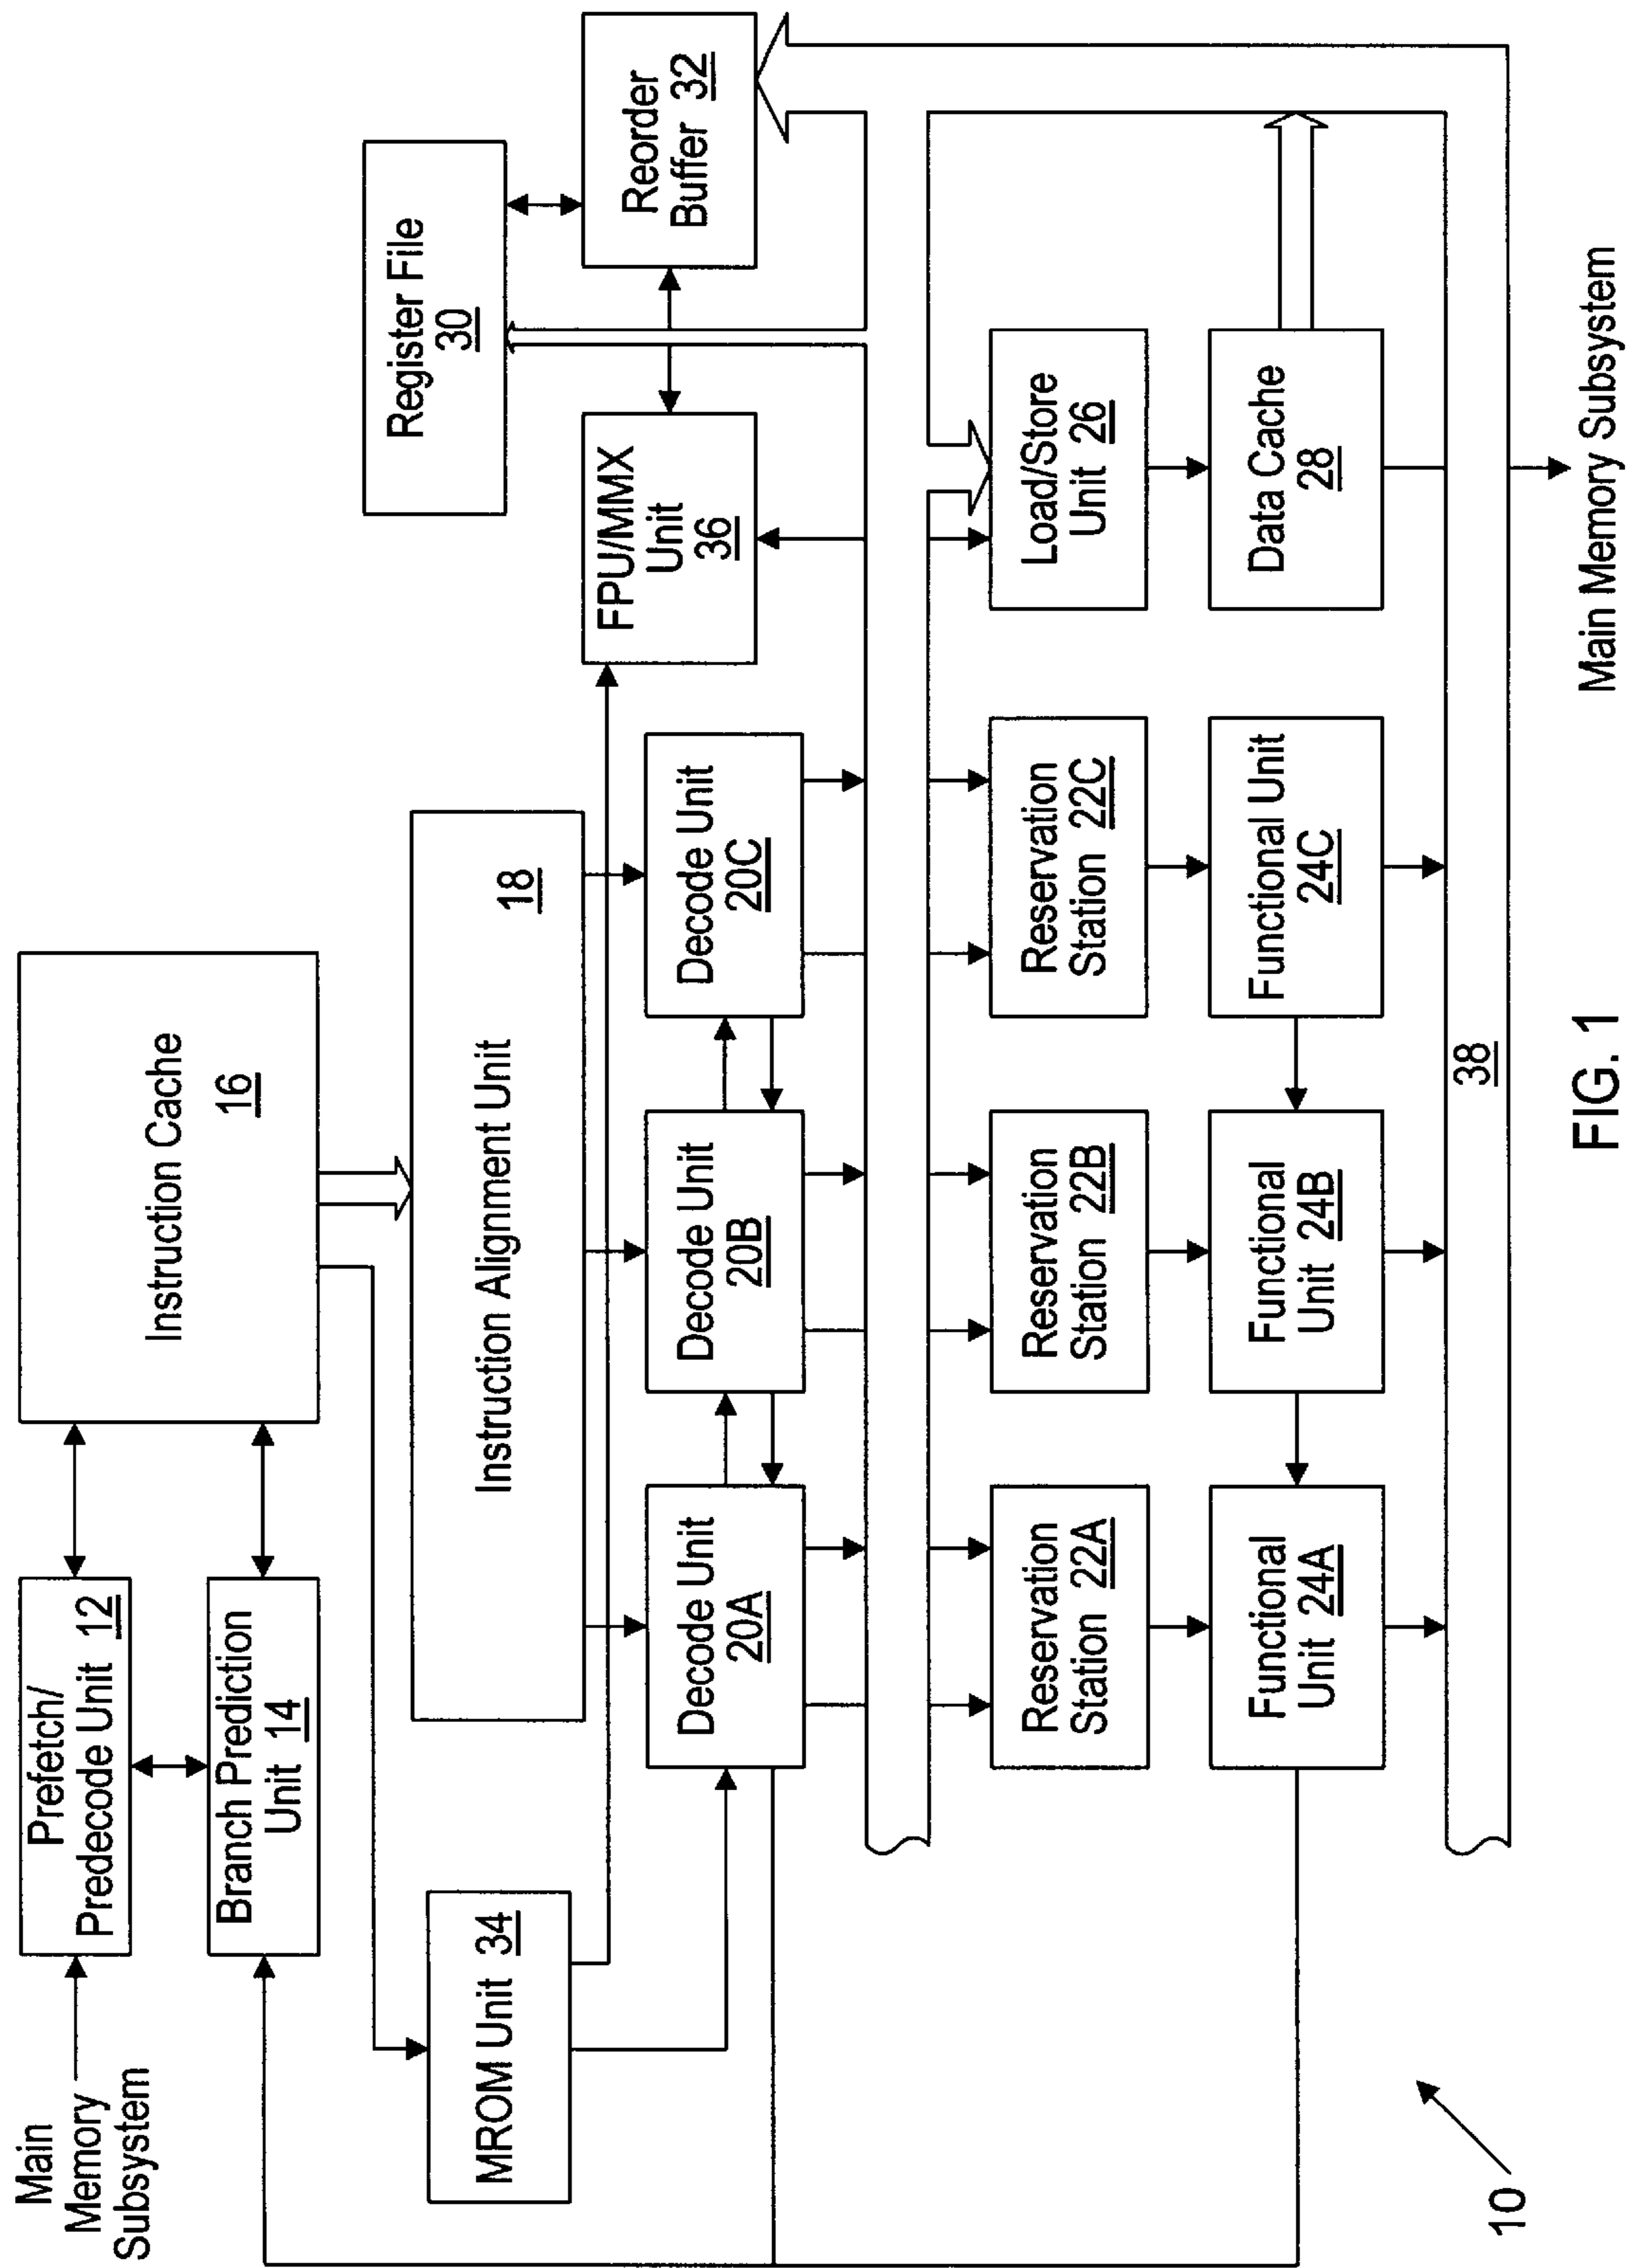 Main
Memory
Subsystem
Prefetch/
Predecode Unit 12
Branch Prediction
Unit 14
Instruction Cache
16
MROM Unit 34
Instruction Alignment Unit
18
Register File
30
Decode Unit
20A
Decode Unit
20B
Decode Unit
20C
FPU/MMX
Unit
36
Reorder
Buffer 32
Reservation
Station 22A
Reservation
Station 22B
Reservation
Station 22C
Load/Store
Unit 26
Functional
Unit 24A
Functional
Unit 24B
Functional Unit
24C
Data Cache
28
38
Main Memory Subsystem
10
FIG. 1